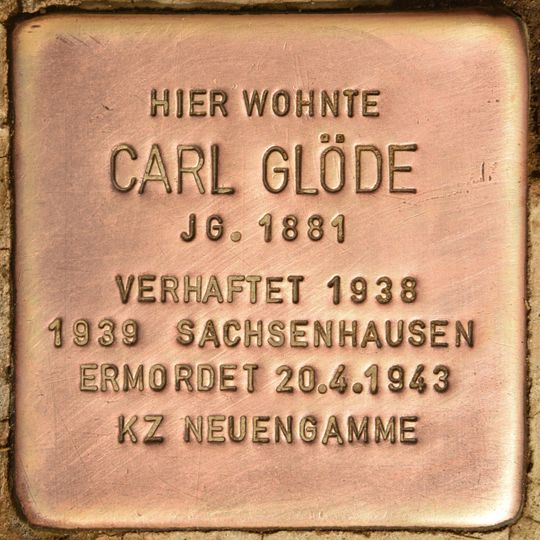 HIER WOHNTE
CARL GLÖDE
JG. 1881
VERHAFTET 1938
1939 SACHSENHAUSEN
ERMORDET 20.4.1943
KZ NEUENGAMME